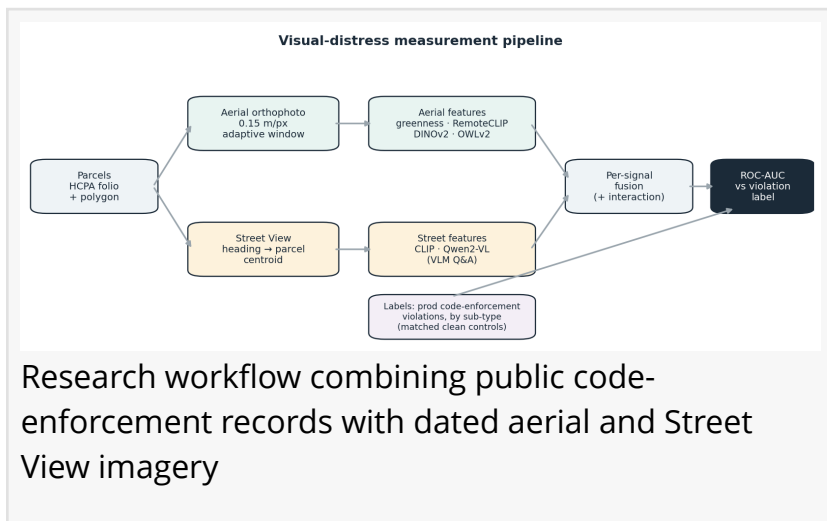 Visual-distress measurement pipeline
Aerial orthophoto
0.15 m/px
adaptive window
Aerial features
greenness · RemoteCLIP
DINOv2 · OWLv2
Parcels
HCPA folio
+ polygon
Per-signal
fusion
(+ interaction)
ROC-AUC
vs violation
label
Street View
heading → parcel
centroid
Street features
CLIP · Qwen2-VL
(VLM Q&A)
Labels: prod code-enforcement
violations, by sub-type
(matched clean controls)
Research workflow combining public code-
enforcement records with dated aerial and Street
View imagery